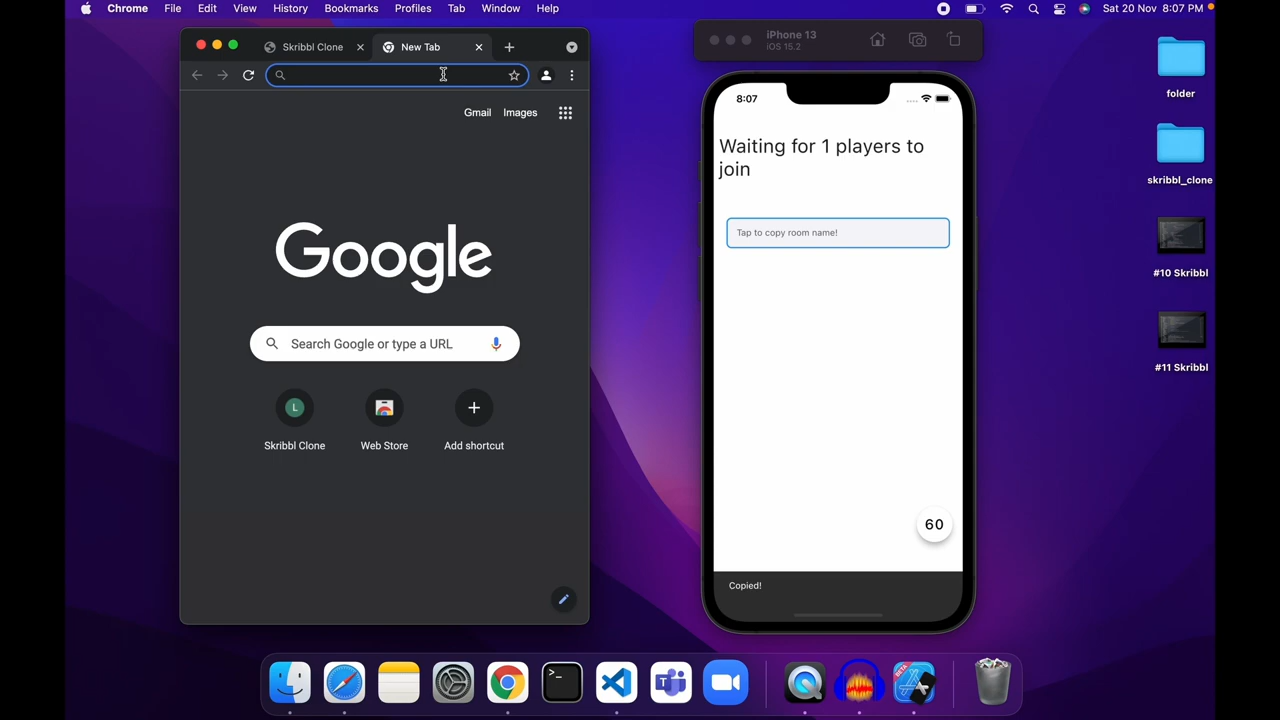 Chrome File Edit View History Bookmarks Profiles Tab Window Help Sat 20 Nov 8:07 PM
Skribbl Clone New Tab
Gmail Images
Google
Search Google or type a URL
L
Skribbl Clone Web Store Add shortcut
iPhone 13
iOS 15.2
8:07
Waiting for 1 players to
join
Tap to copy room name!
60
Copied!
folder
skribbl_clone
#10 Skribbl
#11 Skribbl